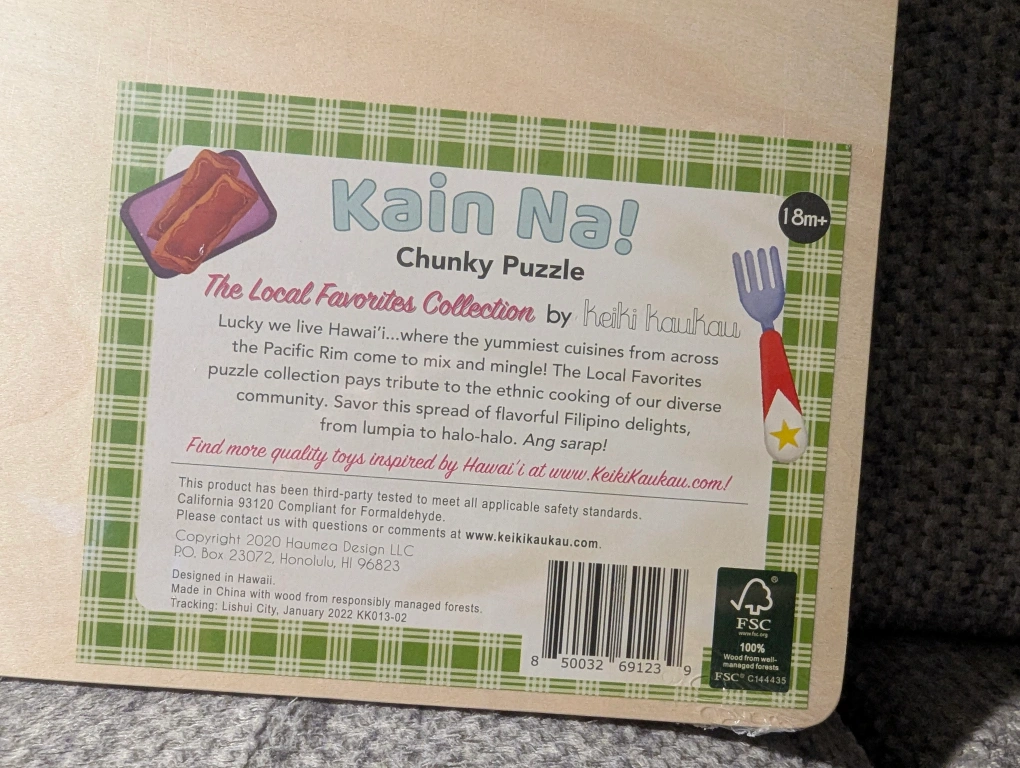 Kain Na!
18m+
Chunky Puzzle
The Local Favorites Collection by keiki kaukau
Lucky we live Hawai'i...where the yummiest cuisines from across
the Pacific Rim come to mix and mingle! The Local Favorites
puzzle collection pays tribute to the ethnic cooking of our diverse
community. Savor this spread of flavorful Filipino delights,
from lumpia to halo-halo. Ang sarap!
Find more quality toys inspired by Hawai'i at www.KeikiKaukau.com!
This product has been third-party tested to meet all applicable safety standards.
California 93120 Compliant for Formaldehyde.
Please contact us with questions or comments at www.keikikaukau.com.
Copyright 2020 Haumea Design LLC
P.O. Box 23072, Honolulu, HI 96823
Designed in Hawaii.
Made in China with wood from responsibly managed forests.
Tracking: Lishui City, January 2022 KK013-02
8 50032 69123 9
®
FSC
www.fsc.org
100%
Wood from well-
managed forests
FSC® C144435